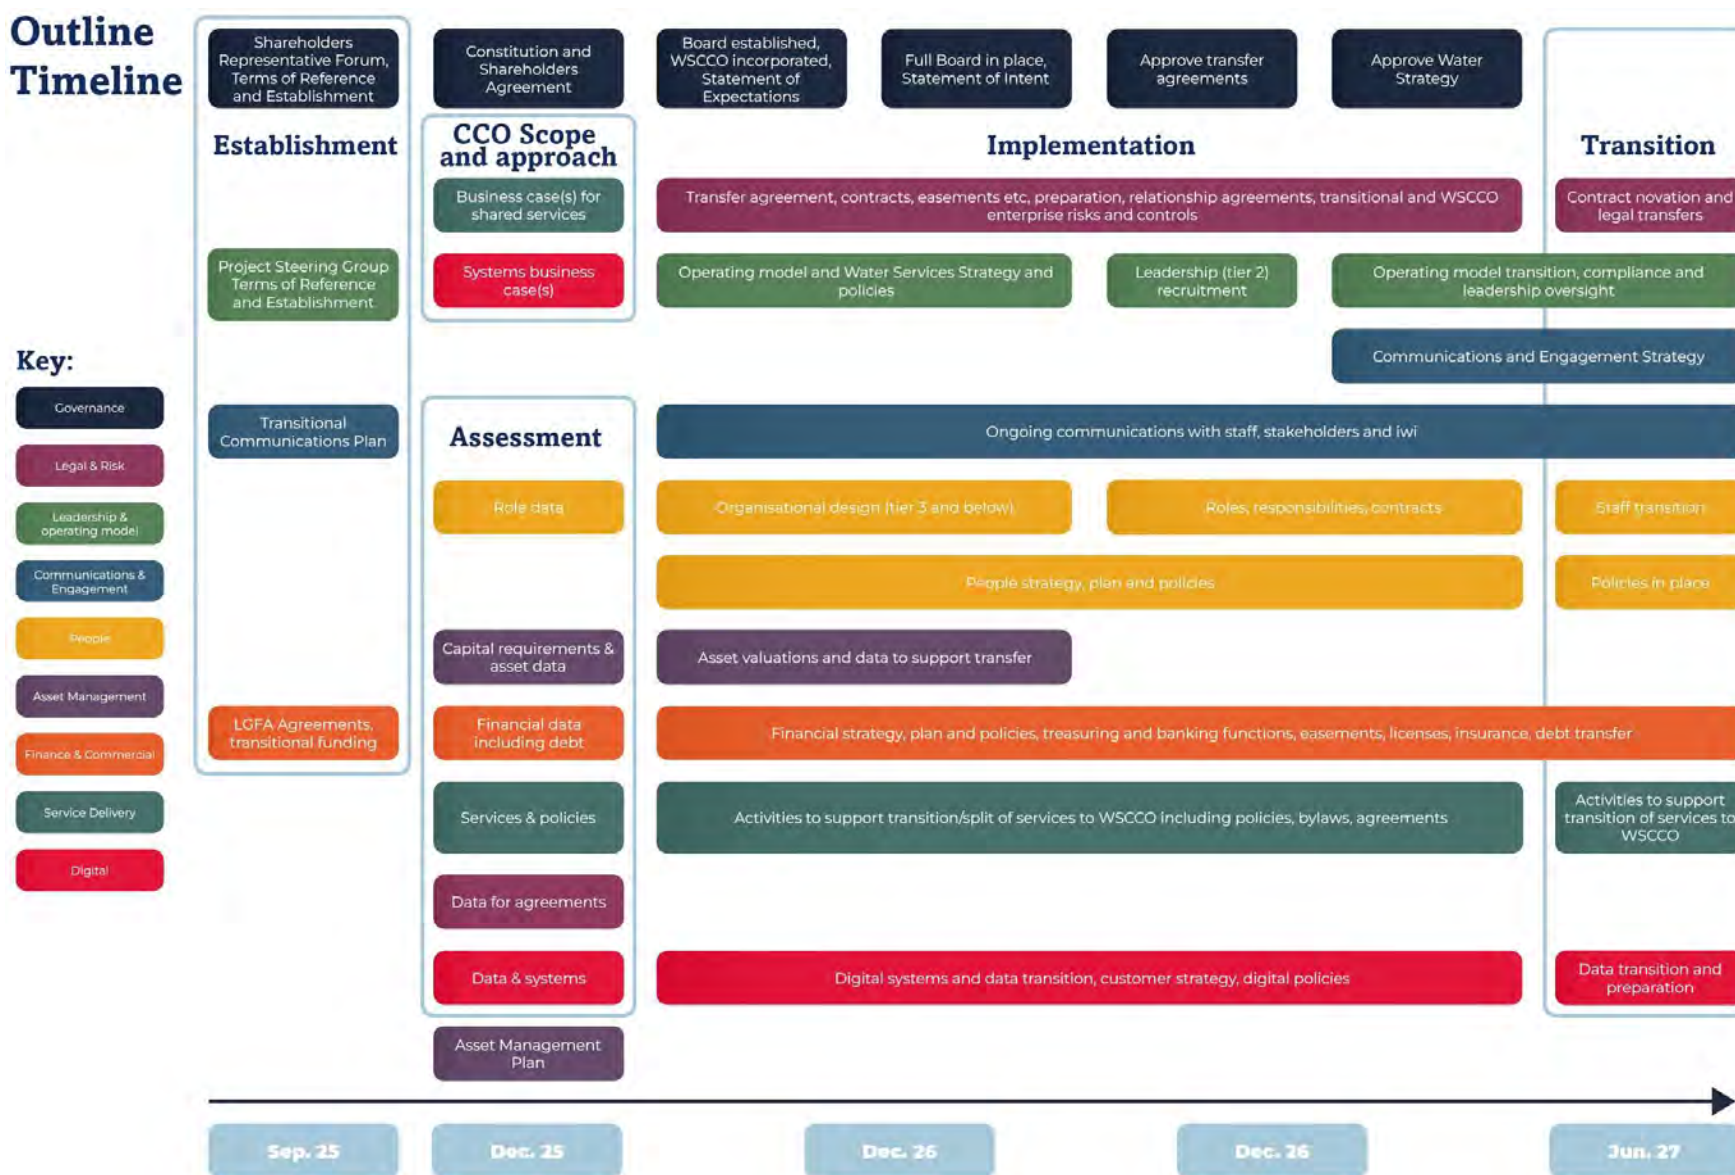 Outline
Timeline
Shareholders
Representative Forum,
Terms of Reference
and Establishment
Constitution and
Shareholders
Agreement
Board established,
WSCCO incorporated,
Statement of
Expectations
Full Board in place,
Statement of Intent
Approve transfer
agreements
Approve Water
Strategy
Establishment
CCO Scope
and approach
Implementation
Transition
Business case(s) for
shared services
Transfer agreement, contracts, easements etc, preparation, relationship agreements, transitional and WSCCO
enterprise risks and controls
Contract novation and
legal transfers
Project Steering Group
Terms of Reference
and Establishment
Systems business
case(s)
Operating model and Water Services Strategy and
policies
Leadership (tier 2)
recruitment
Operating model transition, compliance and
leadership oversight
Communications and Engagement Strategy
Key:
Governance
Legal & Risk
Leadership &
operating model
Communications &
Engagement
People
Asset Management
Finance & Commercial
Service Delivery
Digital
Transitional
Communications Plan
Assessment
Ongoing communications with staff, stakeholders and iwi
Role data
Organisational design (tier 3 and below)
Roles, responsibilities, contracts
Staff transition
People strategy, plan and policies
Policies in place
Capital requirements &
asset data
Asset valuations and data to support transfer
LGFA Agreements,
transitional funding
Financial data
including debt
Financial strategy, plan and policies, treasuring and banking functions, easements, licenses, insurance, debt transfer
Services & policies
Activities to support transition/split of services to WSCCO including policies, bylaws, agreements
Activities to support
transition of services to
WSCCO
Data for agreements
Data & systems
Digital systems and data transition, customer strategy, digital policies
Data transition and
preparation
Asset Management
Plan
Sep. 25
Dec. 25
Dec. 26
Dec. 26
Jun. 27